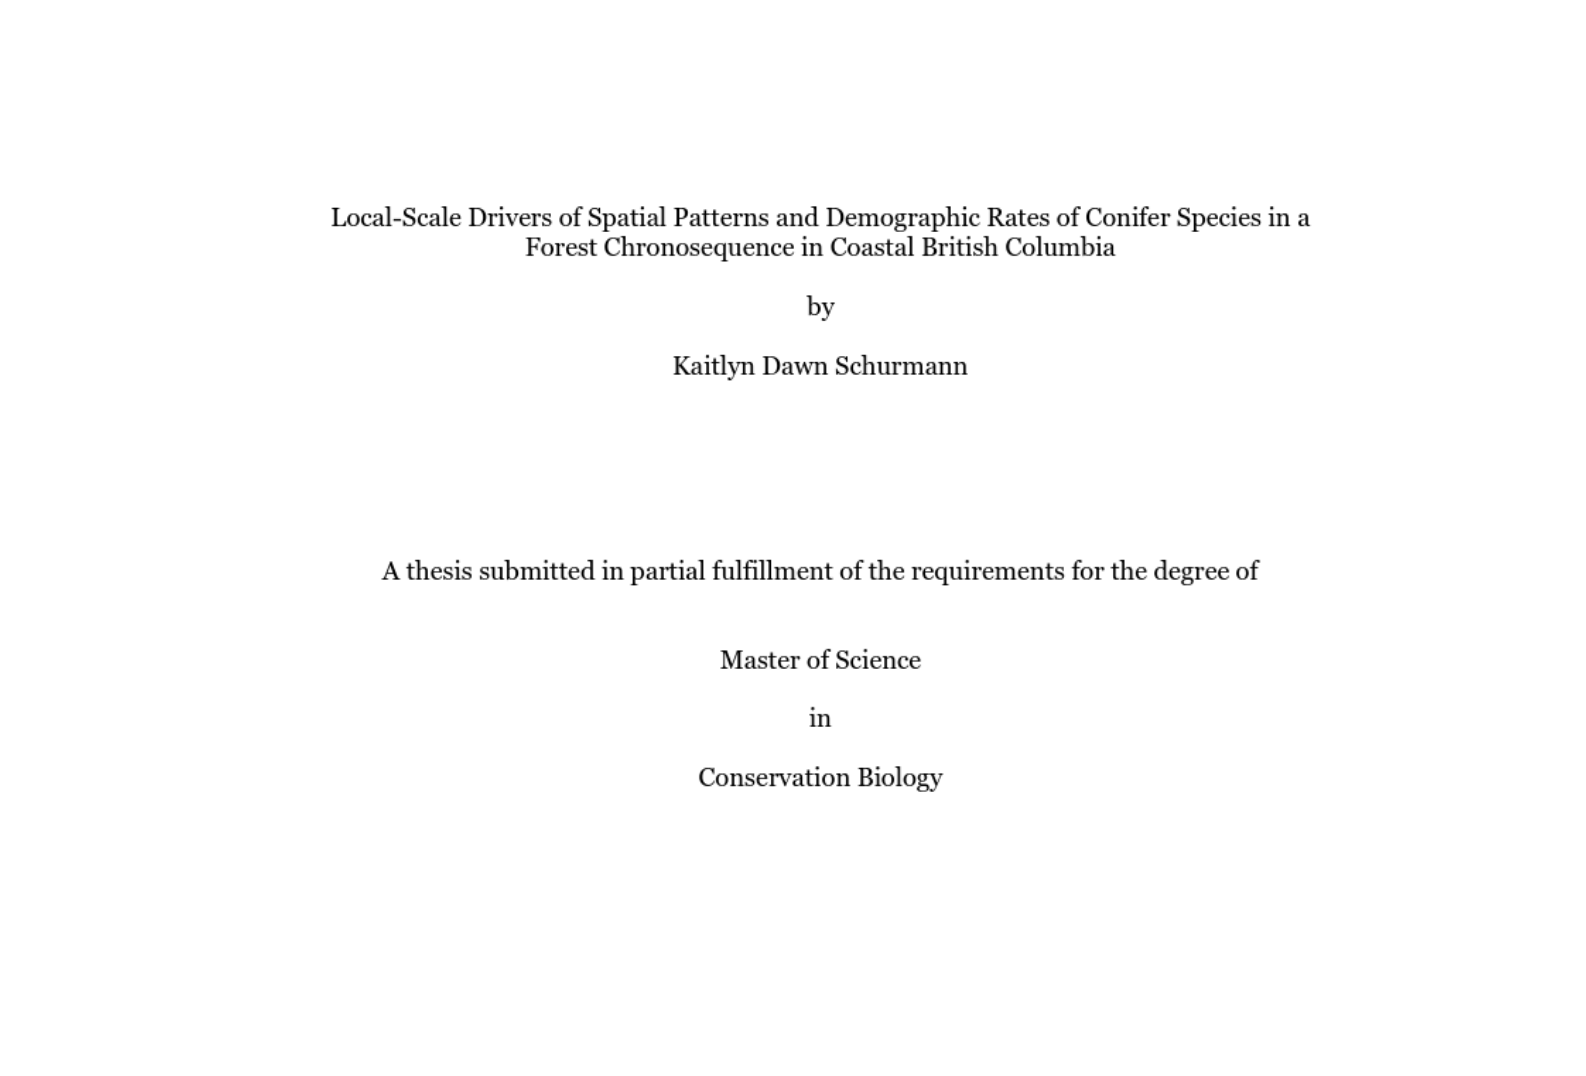 Local-Scale Drivers of Spatial Patterns and Demographic Rates of Conifer Species in a
Forest Chronosequence in Coastal British Columbia
by
Kaitlyn Dawn Schurmann
A thesis submitted in partial fulfillment of the requirements for the degree of
Master of Science
in
Conservation Biology